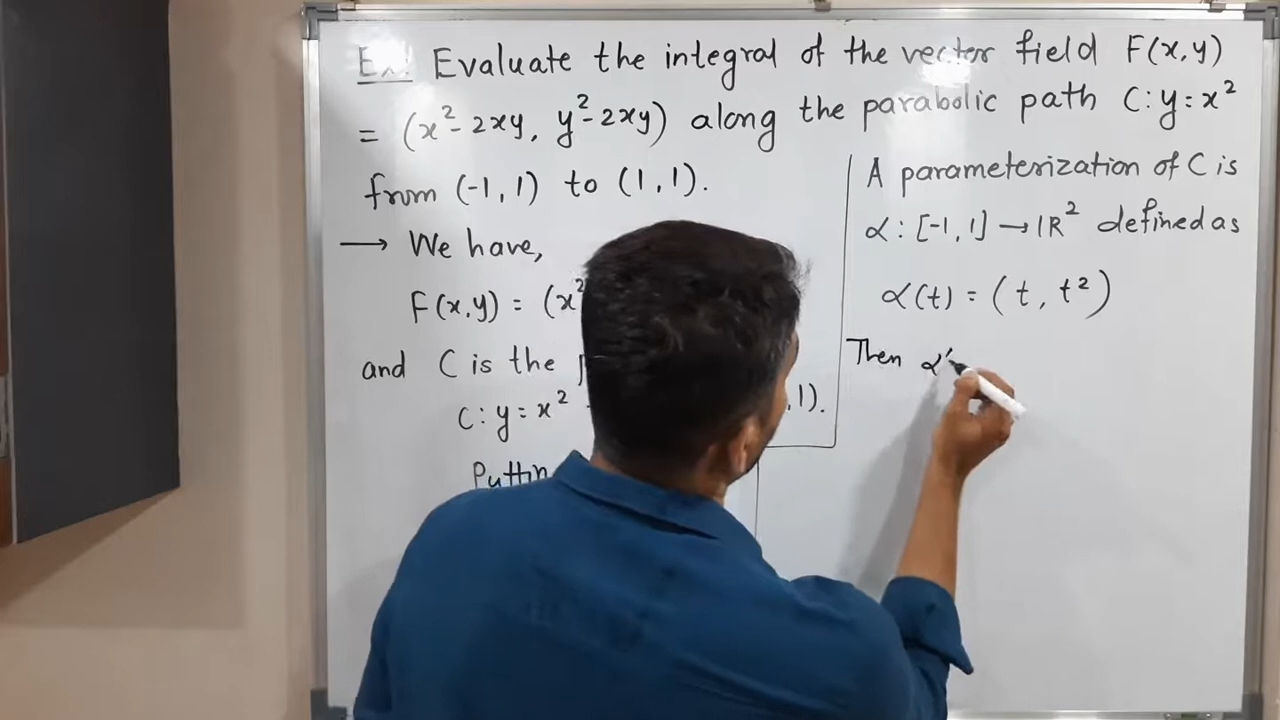 Ex: Evaluate the integral of the vector field F(x,y)
= (x²-2xy, y²-2xy) along the parabolic path C: y=x²
from (-1,1) to (1,1).
→ We have,
F(x,y) = (x²
and C is the
C: y = x² ,1).
A parameterization of C is
α: [-1,1] → IR² defined as
α(t) = (t, t²)
Then α'